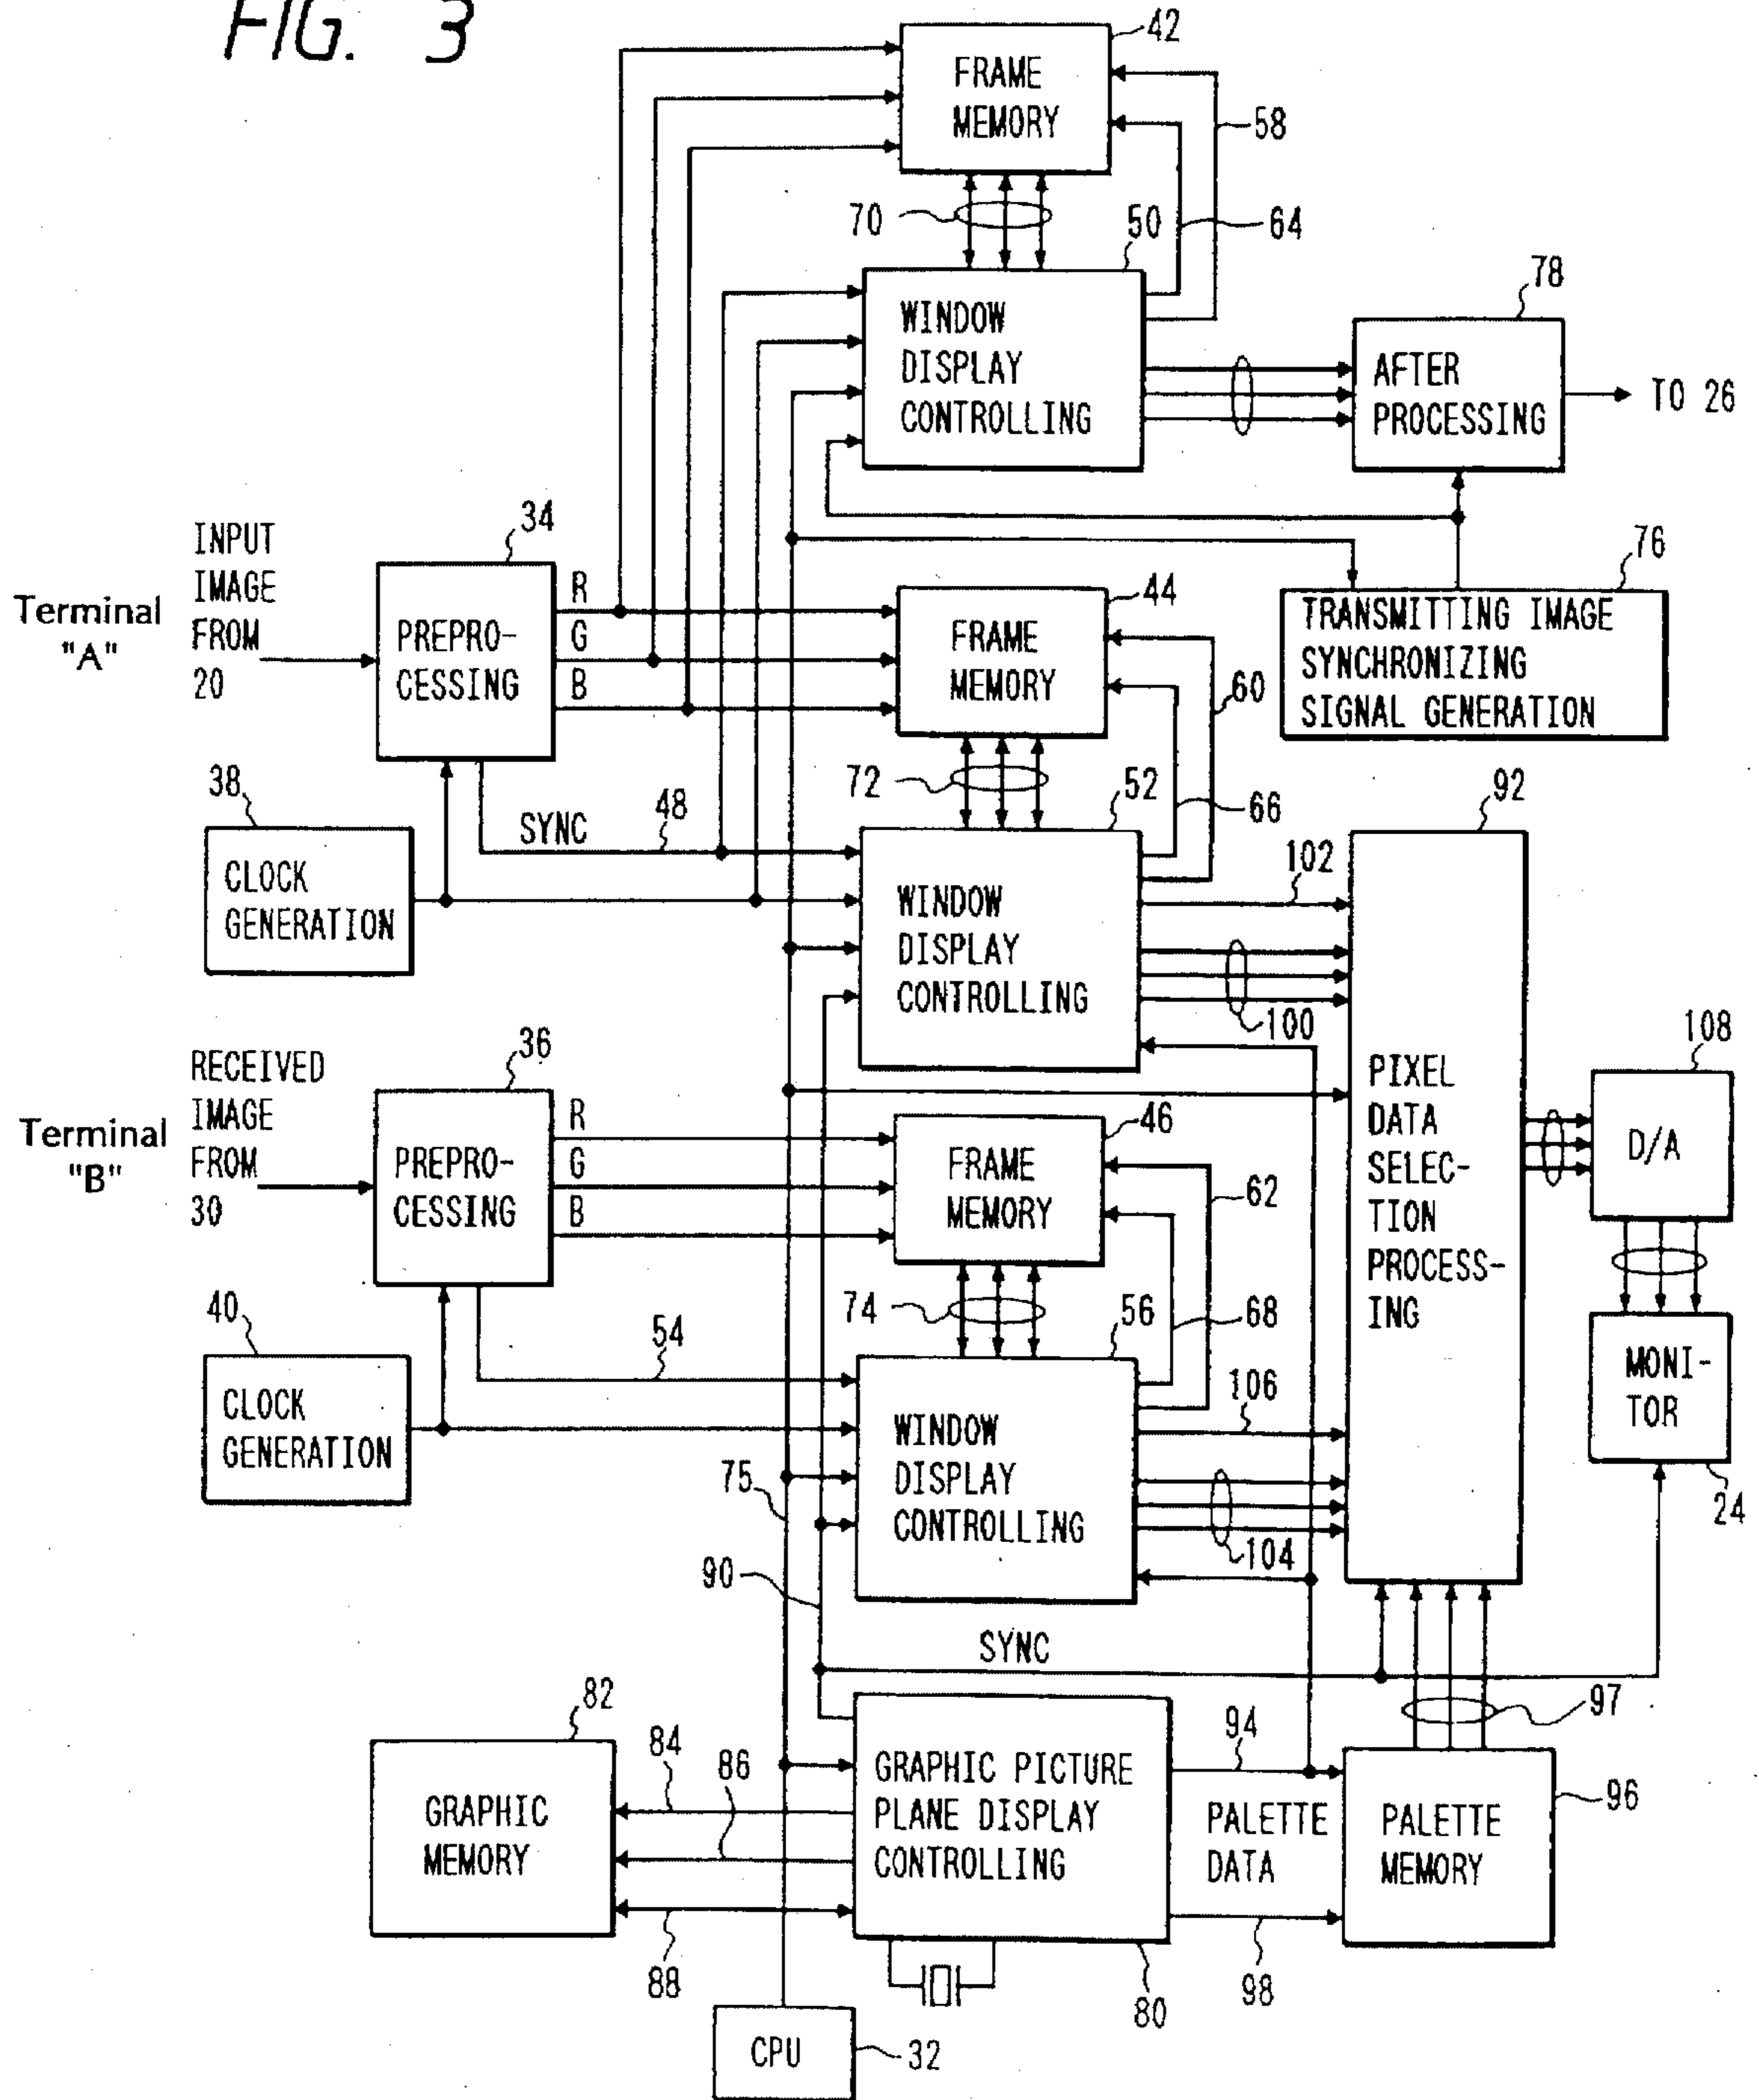 FIG. 3
42
FRAME
MEMORY
58
70
50
64
WINDOW
DISPLAY
CONTROLLING
78
AFTER
PROCESSING
TO 26
Terminal
"A"
INPUT
IMAGE
FROM
20
34
PREPRO-
CESSING
R
G
B
44
FRAME
MEMORY
76
TRANSMITTING IMAGE
SYNCHRONIZING
SIGNAL GENERATION
60
38
CLOCK
GENERATION
SYNC
48
72
52
66
92
WINDOW
DISPLAY
CONTROLLING
102
100
PIXEL
DATA
SELEC-
TION
PROCESS-
ING
108
D/A
Terminal
"B"
RECEIVED
IMAGE
FROM
30
36
PREPRO-
CESSING
R
G
B
46
FRAME
MEMORY
62
40
CLOCK
GENERATION
54
74
56
68
WINDOW
DISPLAY
CONTROLLING
106
104
MONI-
TOR
24
75
90
SYNC
82
GRAPHIC
MEMORY
84
86
88
GRAPHIC PICTURE
PLANE DISPLAY
CONTROLLING
80
94
PALETTE
DATA
98
97
PALETTE
MEMORY
96
CPU
32